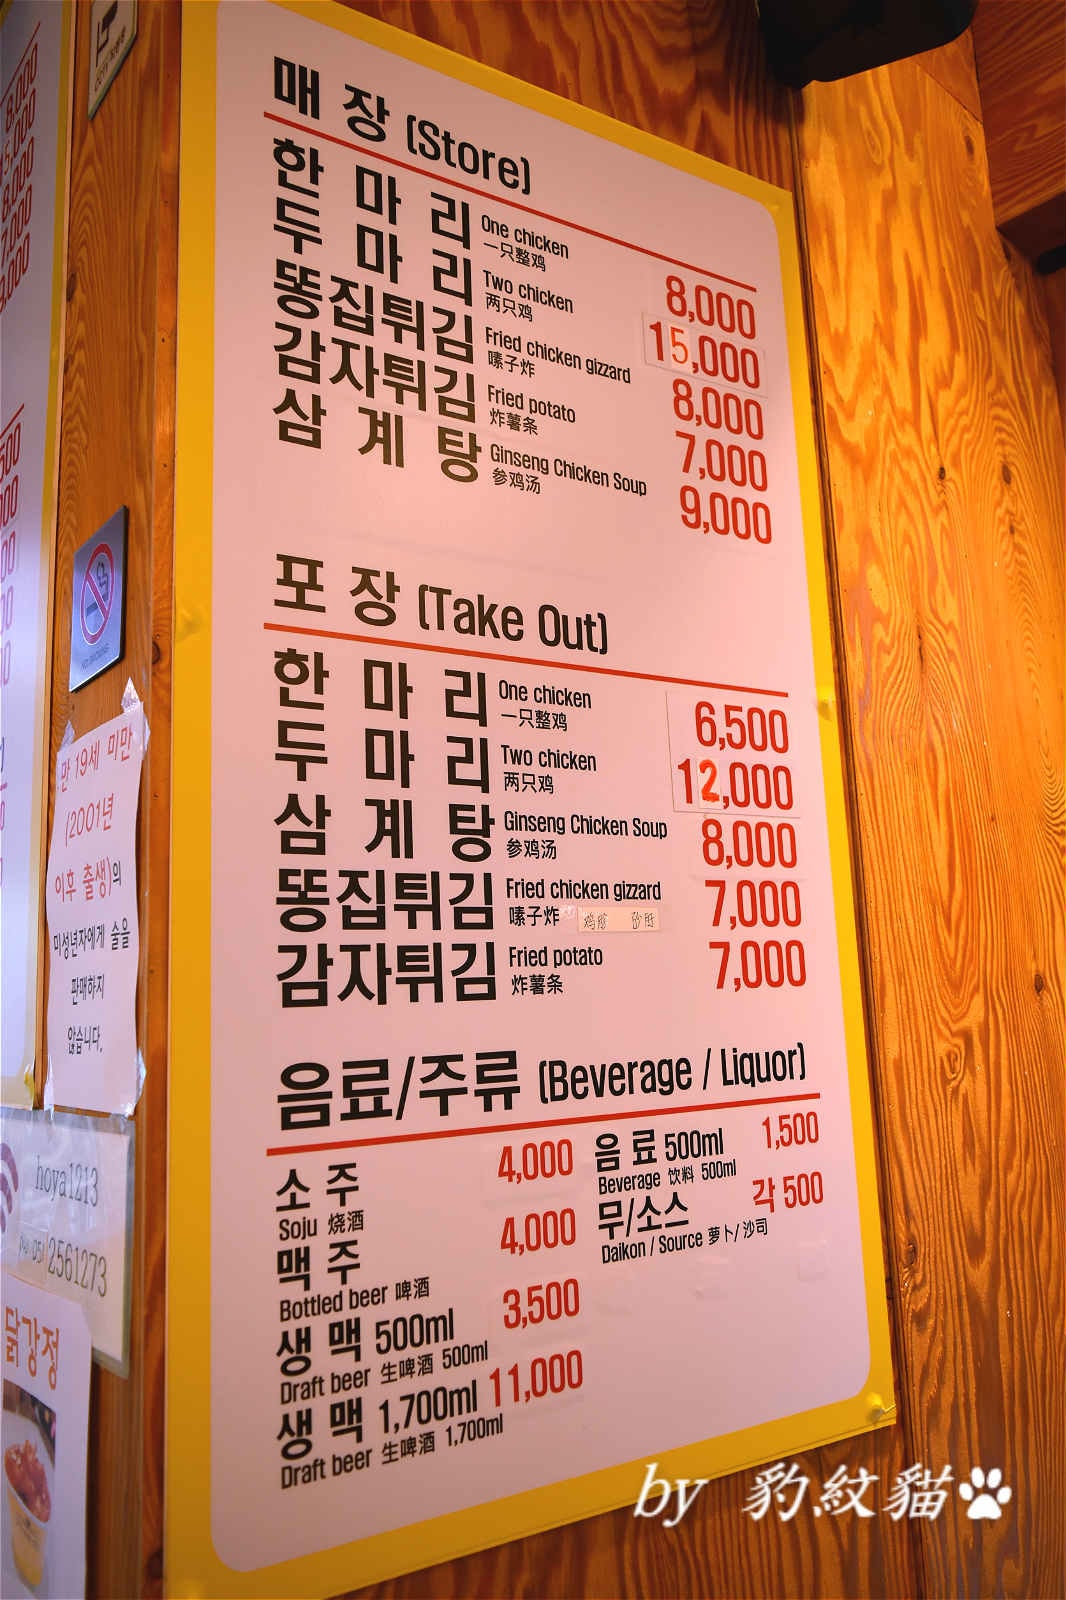 매 장 (Store)
한 마 리 One chicken 一只整鸡 8,000
두 마 리 Two chicken 两只鸡 15,000
똥집튀김 Fried chicken gizzard 嗉子炸 8,000
감자튀김 Fried potato 炸薯条 7,000
삼 계 탕 Ginseng Chicken Soup 参鸡汤 9,000
포 장 (Take Out)
한 마 리 One chicken 一只整鸡 6,500
두 마 리 Two chicken 两只鸡 12,000
삼 계 탕 Ginseng Chicken Soup 参鸡汤 8,000
똥집튀김 Fried chicken gizzard 嗉子炸 7,000
감자튀김 Fried potato 炸薯条 7,000
음료/주류 (Beverage / Liquor)
소 주 4,000
Soju 烧酒
맥 주 4,000
Bottled beer 啤酒
생 맥 500ml 3,500
Draft beer 生啤酒 500ml
생 맥 1,700ml 11,000
Draft beer 生啤酒 1,700ml
음 료 500ml 1,500
Beverage 饮料 500ml
무/소스 각 500
Daikon / Source 萝卜/ 沙司
만 19세 미만
(2001년
이후 출생)의
미성년자에게 술을
판매하지
않습니다.
hoya1213
2561273
닭강정
by 豹紋貓